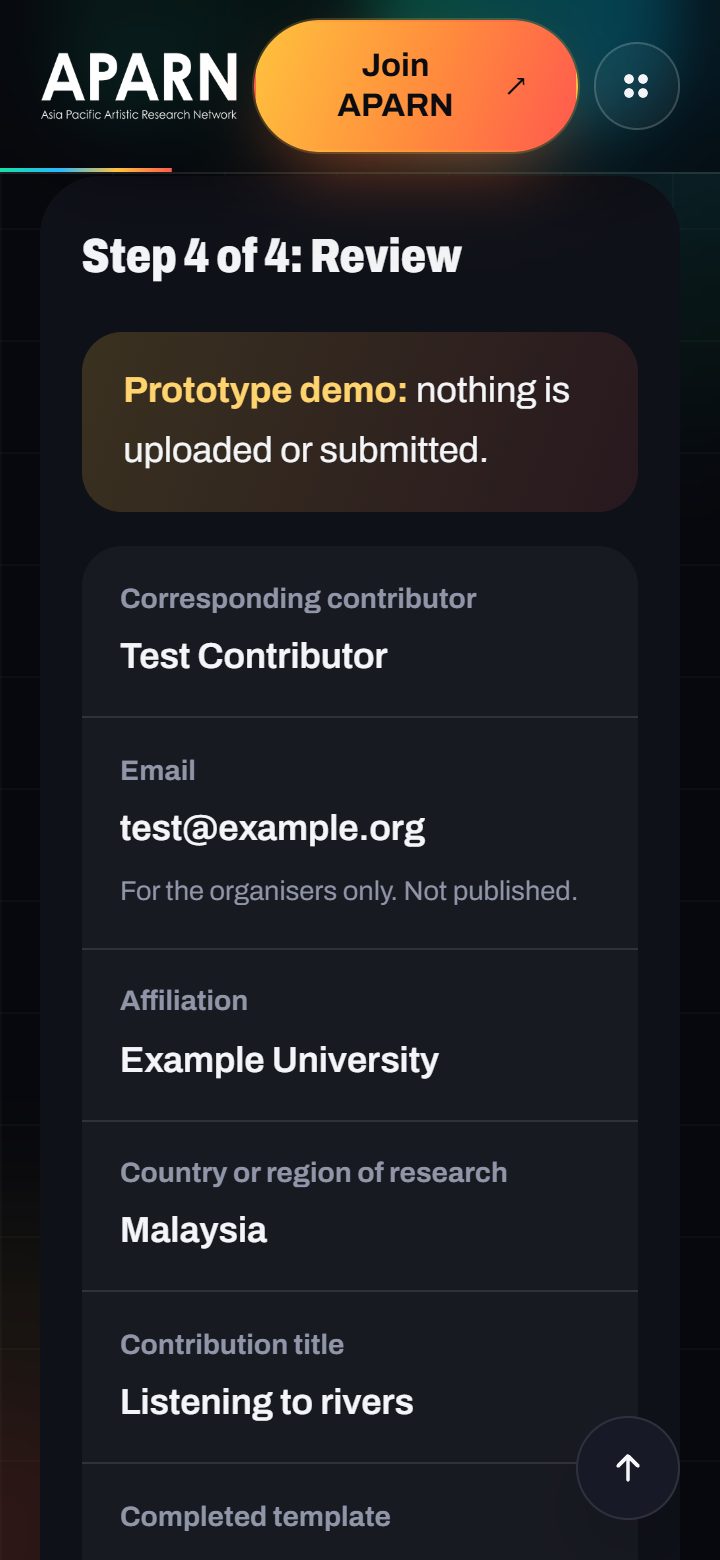 APARN
Asia Pacific Artistic Research Network
Join
APARN
Step 4 of 4: Review
Prototype demo: nothing is
uploaded or submitted.
Corresponding contributor
Test Contributor
Email
test@example.org
For the organisers only. Not published.
Affiliation
Example University
Country or region of research
Malaysia
Contribution title
Listening to rivers
Completed template